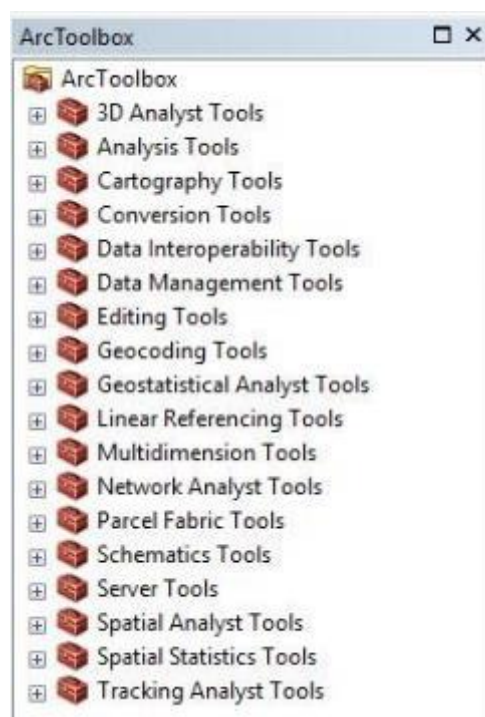 ArcToolbox
ArcToolbox
3D Analyst Tools
Analysis Tools
Cartography Tools
Conversion Tools
Data Interoperability Tools
Data Management Tools
Editing Tools
Geocoding Tools
Geostatistical Analyst Tools
Linear Referencing Tools
Multidimension Tools
Network Analyst Tools
Parcel Fabric Tools
Schematics Tools
Server Tools
Spatial Analyst Tools
Spatial Statistics Tools
Tracking Analyst Tools